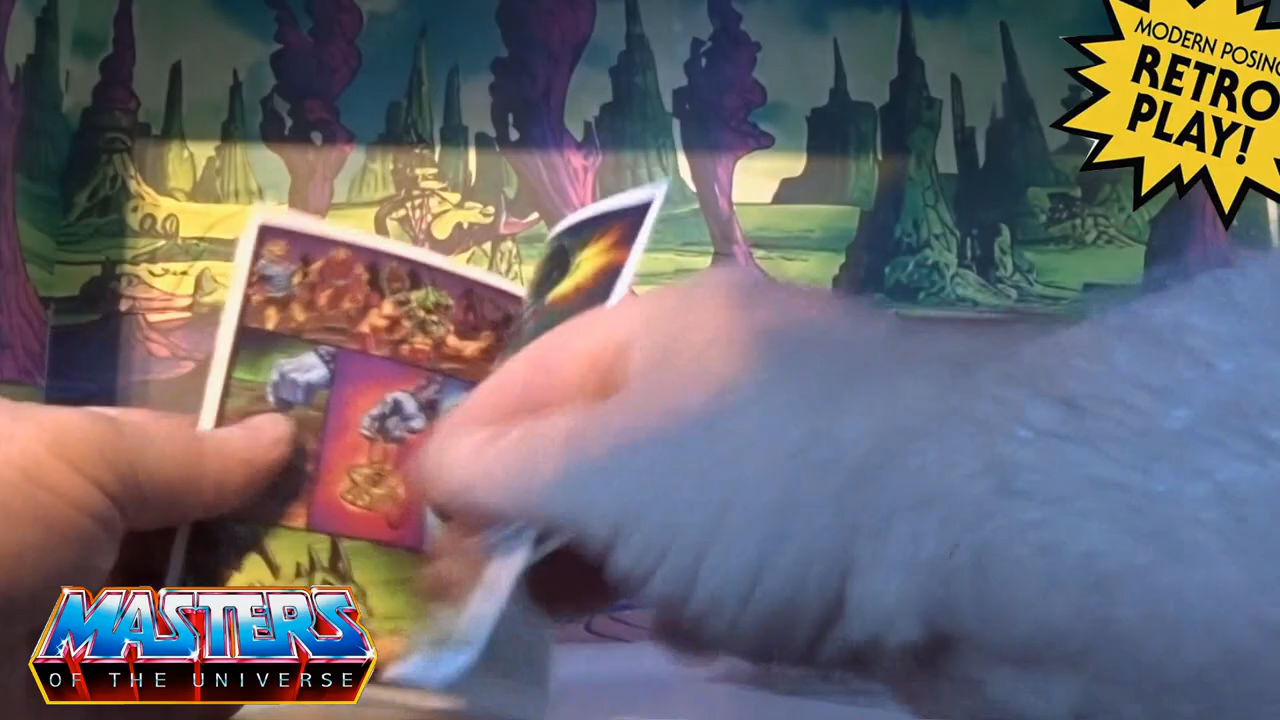 MODERN POSING
RETRO
PLAY!
MASTERS
OF THE UNIVERSE